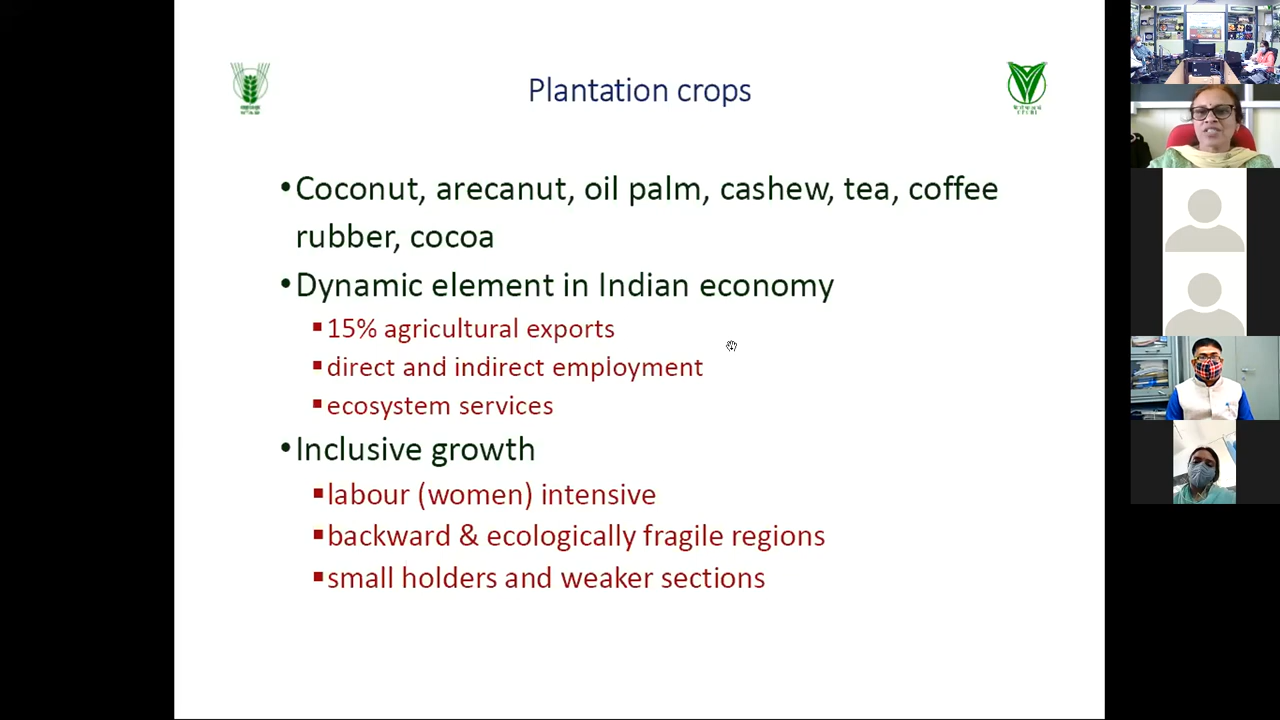 Plantation crops
•Coconut, arecanut, oil palm, cashew, tea, coffee
rubber, cocoa
•Dynamic element in Indian economy
▪15% agricultural exports
▪direct and indirect employment
▪ecosystem services
•Inclusive growth
▪labour (women) intensive
▪backward & ecologically fragile regions
▪small holders and weaker sections